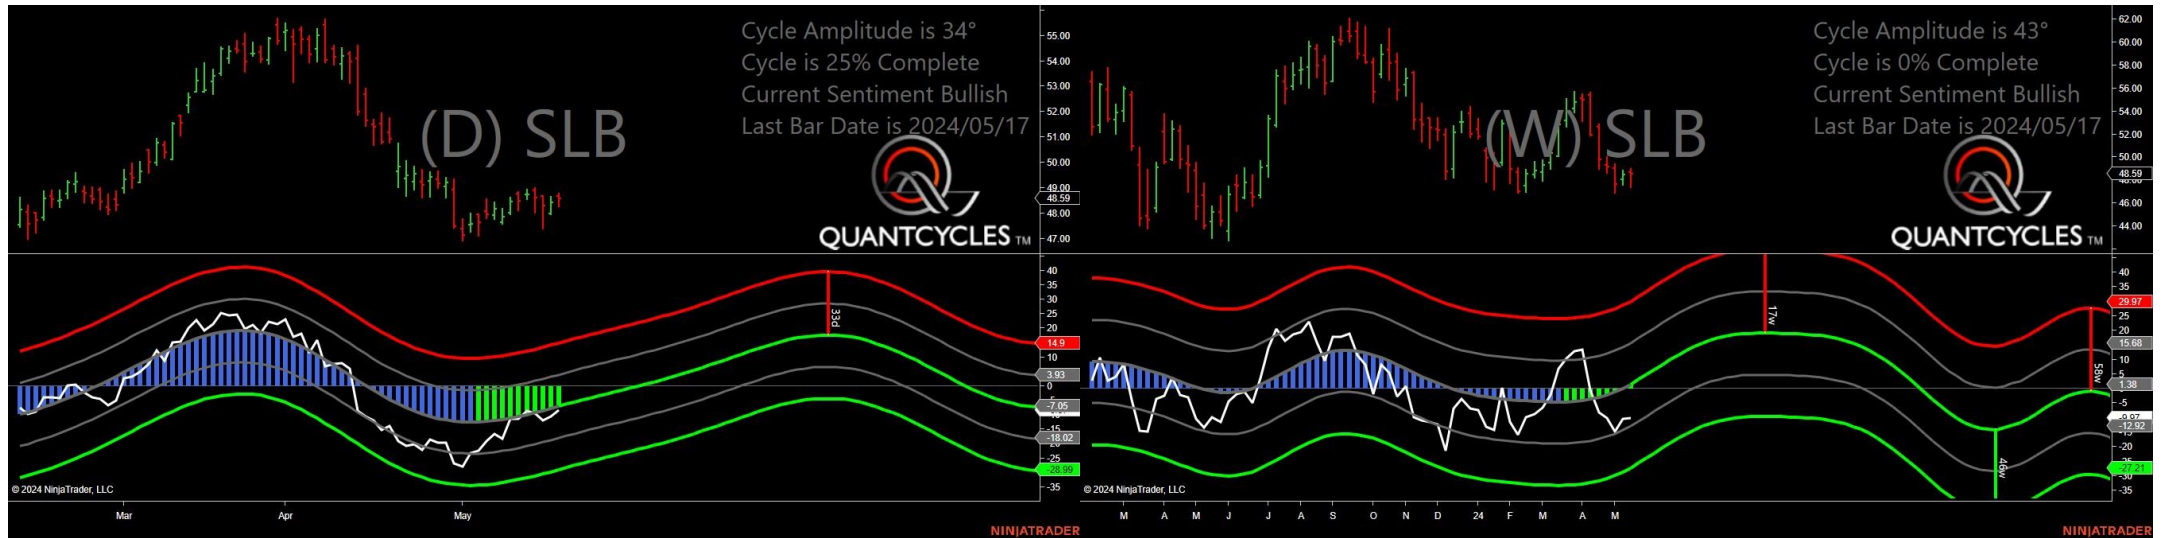 Cycle Amplitude is 34°
Cycle is 25% Complete
Current Sentiment Bullish
Last Bar Date is 2024/05/17
(D) SLB
QUANTCYCLES TM
55.00
54.00
53.00
52.00
51.00
50.00
49.00
48.59
48.00
47.00
33d
40
35
30
25
20
14.9
10
3.93
0
-7.05
-15
-18.02
-25
-28.99
-35
© 2024 NinjaTrader, LLC
Mar Apr May
NINJATRADER
Cycle Amplitude is 43°
Cycle is 0% Complete
Current Sentiment Bullish
Last Bar Date is 2024/05/17
(W) SLB
QUANTCYCLES TM
62.00
60.00
58.00
56.00
54.00
52.00
50.00
48.59
46.00
44.00
17w
46w
58w
40
35
29.97
25
20
15.68
10
5
1.38
-5
-9.97
-12.92
-20
-27.21
-35
© 2024 NinjaTrader, LLC
M A M J J A S O N D 24 F M A M
NINJATRADER